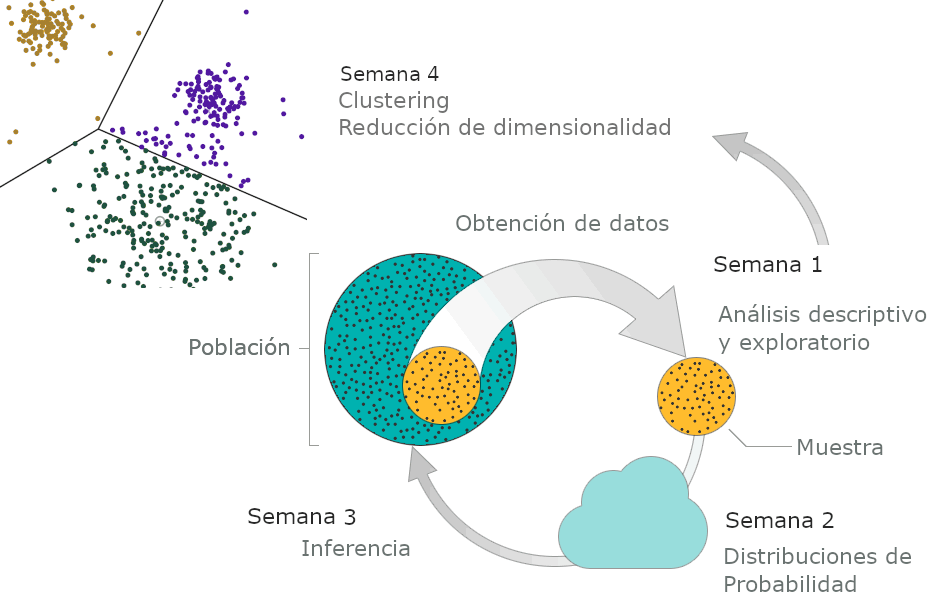 Semana 4
Clustering
Reducción de dimensionalidad
Obtención de datos
Semana 1
Análisis descriptivo
y exploratorio
Población
Muestra
Semana 3
Inferencia
Semana 2
Distribuciones de
Probabilidad